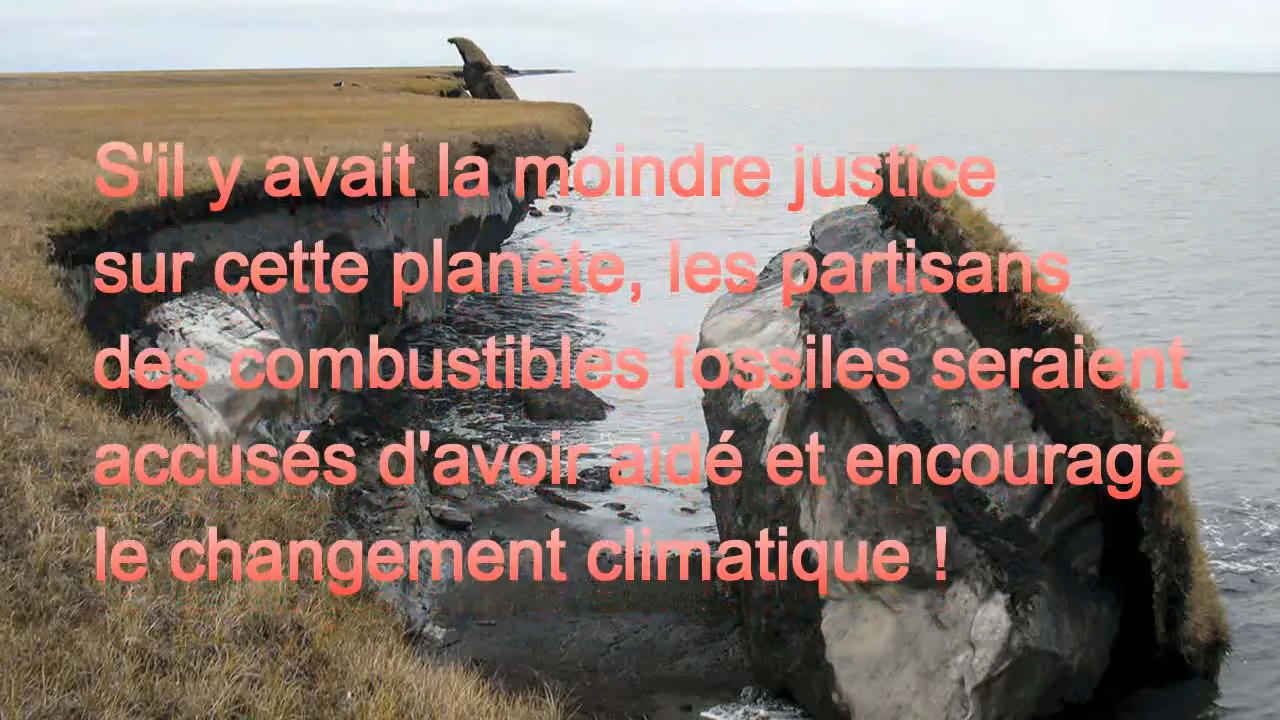 S'il y avait la moindre justice
sur cette planète, les partisans
des combustibles fossiles seraient
accusés d'avoir aidé et encouragé
le changement climatique !